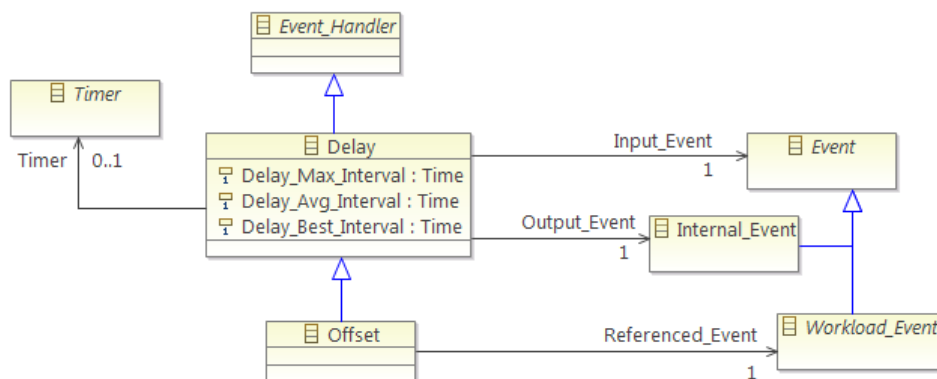 Event_Handler
Timer
Timer
0..1
Delay
Delay_Max_Interval : Time
Delay_Avg_Interval : Time
Delay_Best_Interval : Time
Input_Event
1
Event
Output_Event
1
Internal_Event
Offset
Referenced_Event
1
Workload_Event